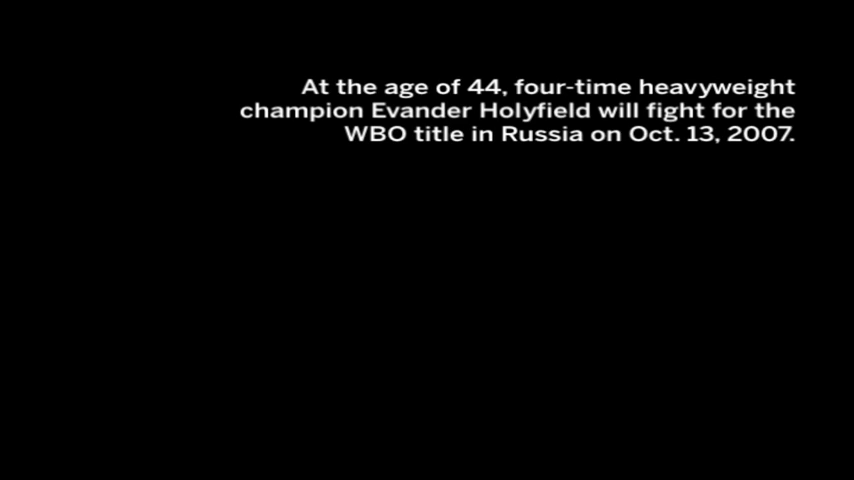 At the age of 44, four-time heavyweight
champion Evander Holyfield will fight for the
WBO title in Russia on Oct. 13, 2007.